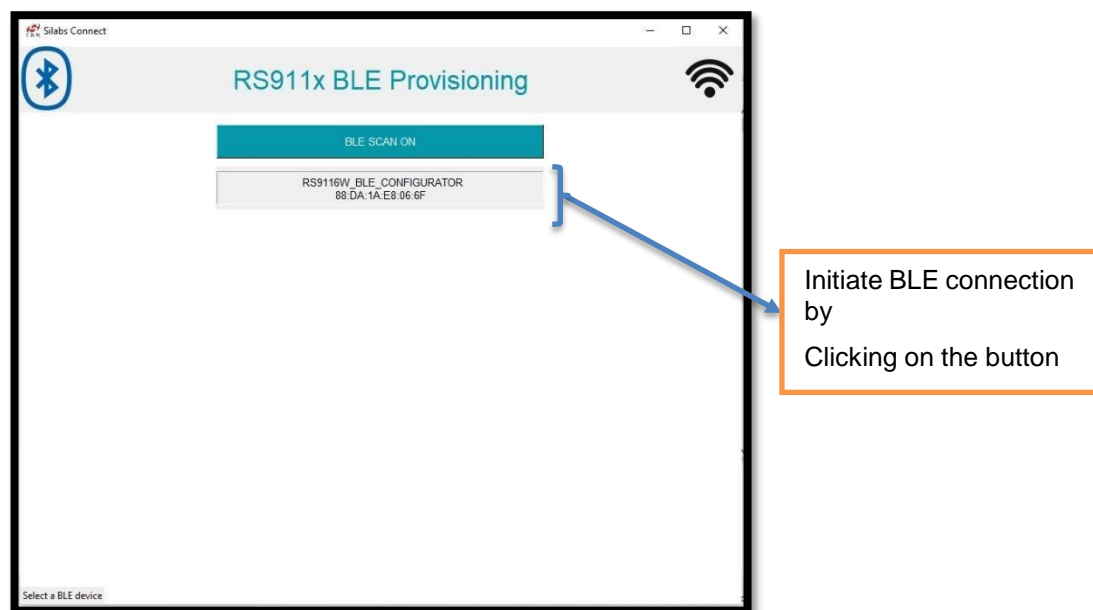 Silabs Connect
RS911x BLE Provisioning
BLE SCAN ON
RS9116W_BLE_CONFIGURATOR
88:DA:1A:E8:06:6F
Initiate BLE connection
by
Clicking on the button
Select a BLE device